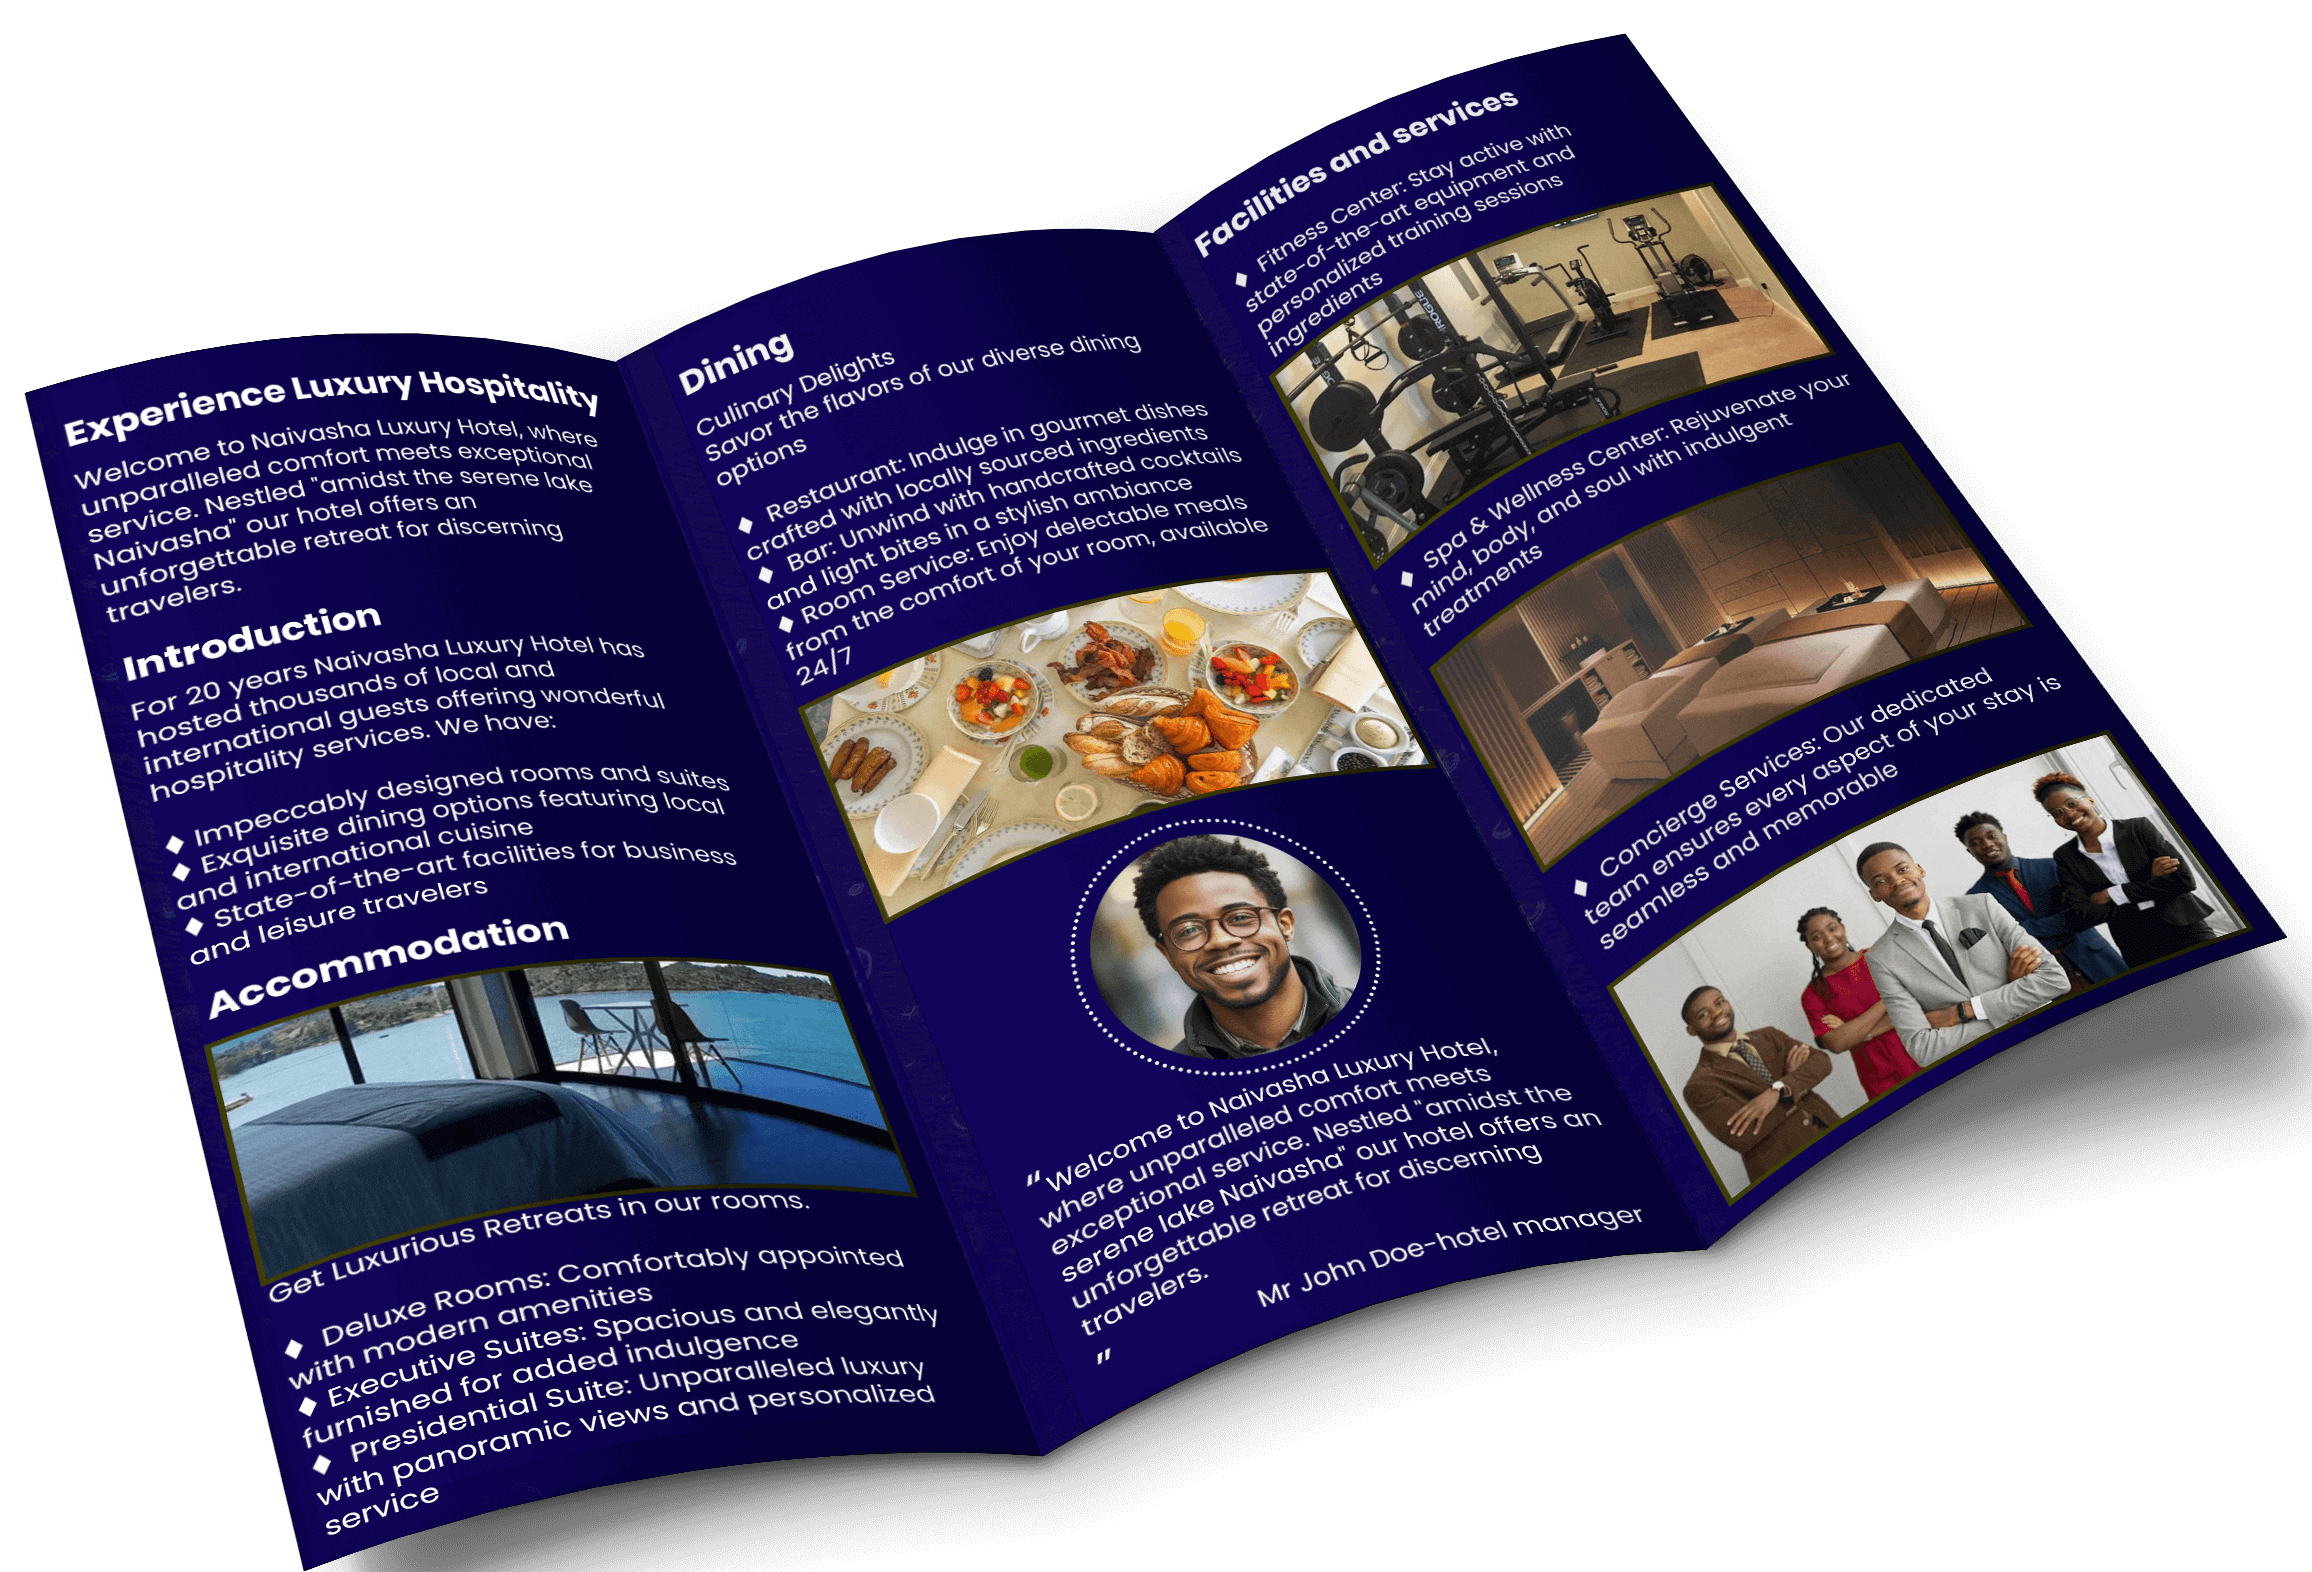 Experience Luxury Hospitality
Welcome to Naivasha Luxury Hotel, where
unparalleled comfort meets exceptional
service. Nestled "amidst the serene lake
Naivasha" our hotel offers an
unforgettable retreat for discerning
travelers.
Introduction
For 20 years Naivasha Luxury Hotel has
hosted thousands of local and
international guests offering wonderful
hospitality services. We have:
♦ Impeccably designed rooms and suites
♦ Exquisite dining options featuring local
and international cuisine
♦ State-of-the-art facilities for business
and leisure travelers
Accommodation
Get Luxurious Retreats in our rooms.
♦ Deluxe Rooms: Comfortably appointed
with modern amenities
♦ Executive Suites: Spacious and elegantly
furnished for added indulgence
♦ Presidential Suite: Unparalleled luxury
with panoramic views and personalized
service
Dining
Culinary Delights
Savor the flavors of our diverse dining
options
♦ Restaurant: Indulge in gourmet dishes
crafted with locally sourced ingredients
♦ Bar: Unwind with handcrafted cocktails
and light bites in a stylish ambiance
♦ Room Service: Enjoy delectable meals
from the comfort of your room, available
24/7
"Welcome to Naivasha Luxury Hotel,
where unparalleled comfort meets
exceptional service. Nestled "amidst the
serene lake Naivasha" our hotel offers an
unforgettable retreat for discerning
travelers.
Mr John Doe-hotel manager
"
Facilities and services
♦ Fitness Center: Stay active with
state-of-the-art equipment and
personalized training sessions
ingredients
ROGUE
♦ Spa & Wellness Center: Rejuvenate your
mind, body, and soul with indulgent
treatments
♦ Concierge Services: Our dedicated
team ensures every aspect of your stay is
seamless and memorable